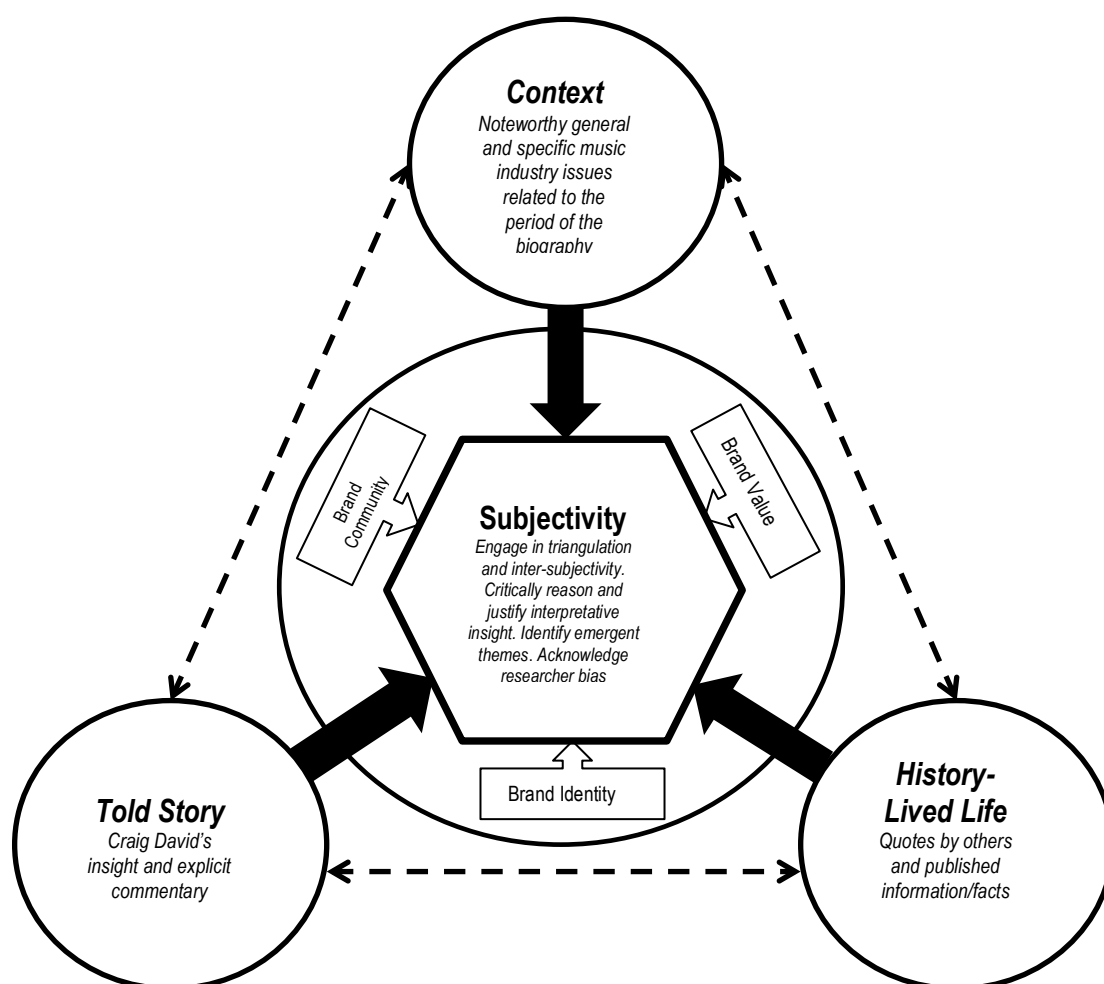 Context
Noteworthy general
and specific music
industry issues
related to the
period of the
biography
Brand
Community
Brand Value
Subjectivity
Engage in triangulation
and inter-subjectivity.
Critically reason and
justify interpretative
insight. Identify emergent
themes. Acknowledge
researcher bias
Brand Identity
Told Story
Craig David's
insight and explicit
commentary
History-
Lived Life
Quotes by others
and published
information/facts